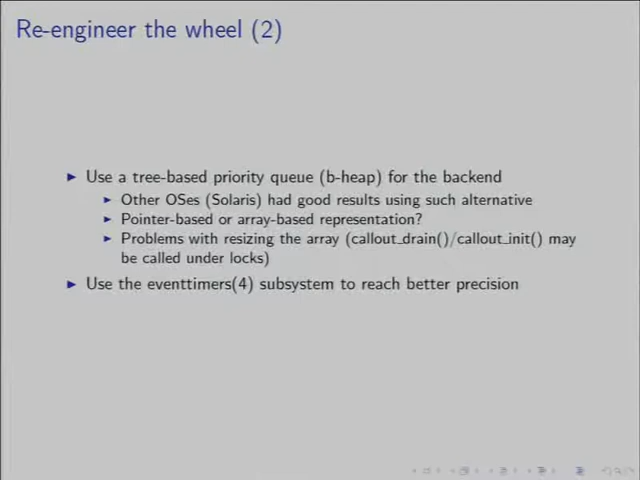 Re-engineer the wheel (2)
Use a tree-based priority queue (b-heap) for the backend
Other OSes (Solaris) had good results using such alternative
Pointer-based or array-based representation?
Problems with resizing the array (callout_drain()/callout_init() may
be called under locks)
Use the eventtimers(4) subsystem to reach better precision